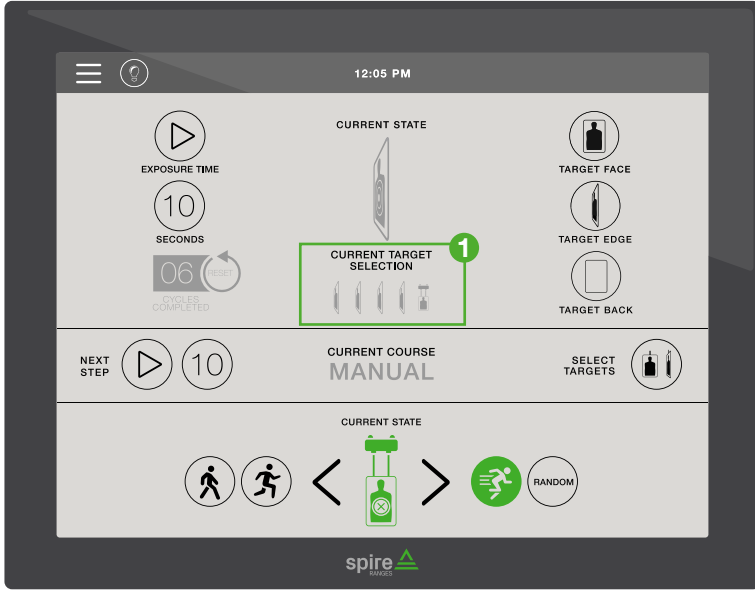 12:05 PM
CURRENT STATE
EXPOSURE TIME
10
SECONDS
06
RESET
CYCLES
COMPLETED
1
CURRENT TARGET
SELECTION
TARGET FACE
TARGET EDGE
TARGET BACK
NEXT
STEP
10
CURRENT COURSE
MANUAL
SELECT
TARGETS
CURRENT STATE
RANDOM
spire
RANGES